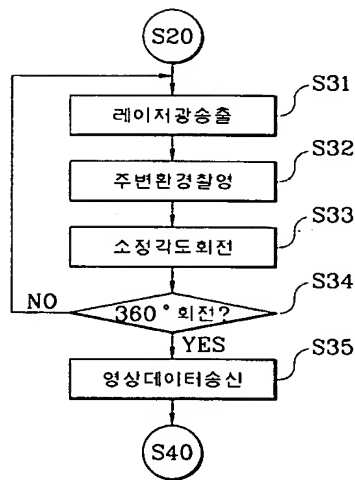 S20
S31
레이저광송출
S32
주변환경촬영
S33
소정각도회전
S34
NO
360°회전?
YES
S35
영상데이터송신
S40